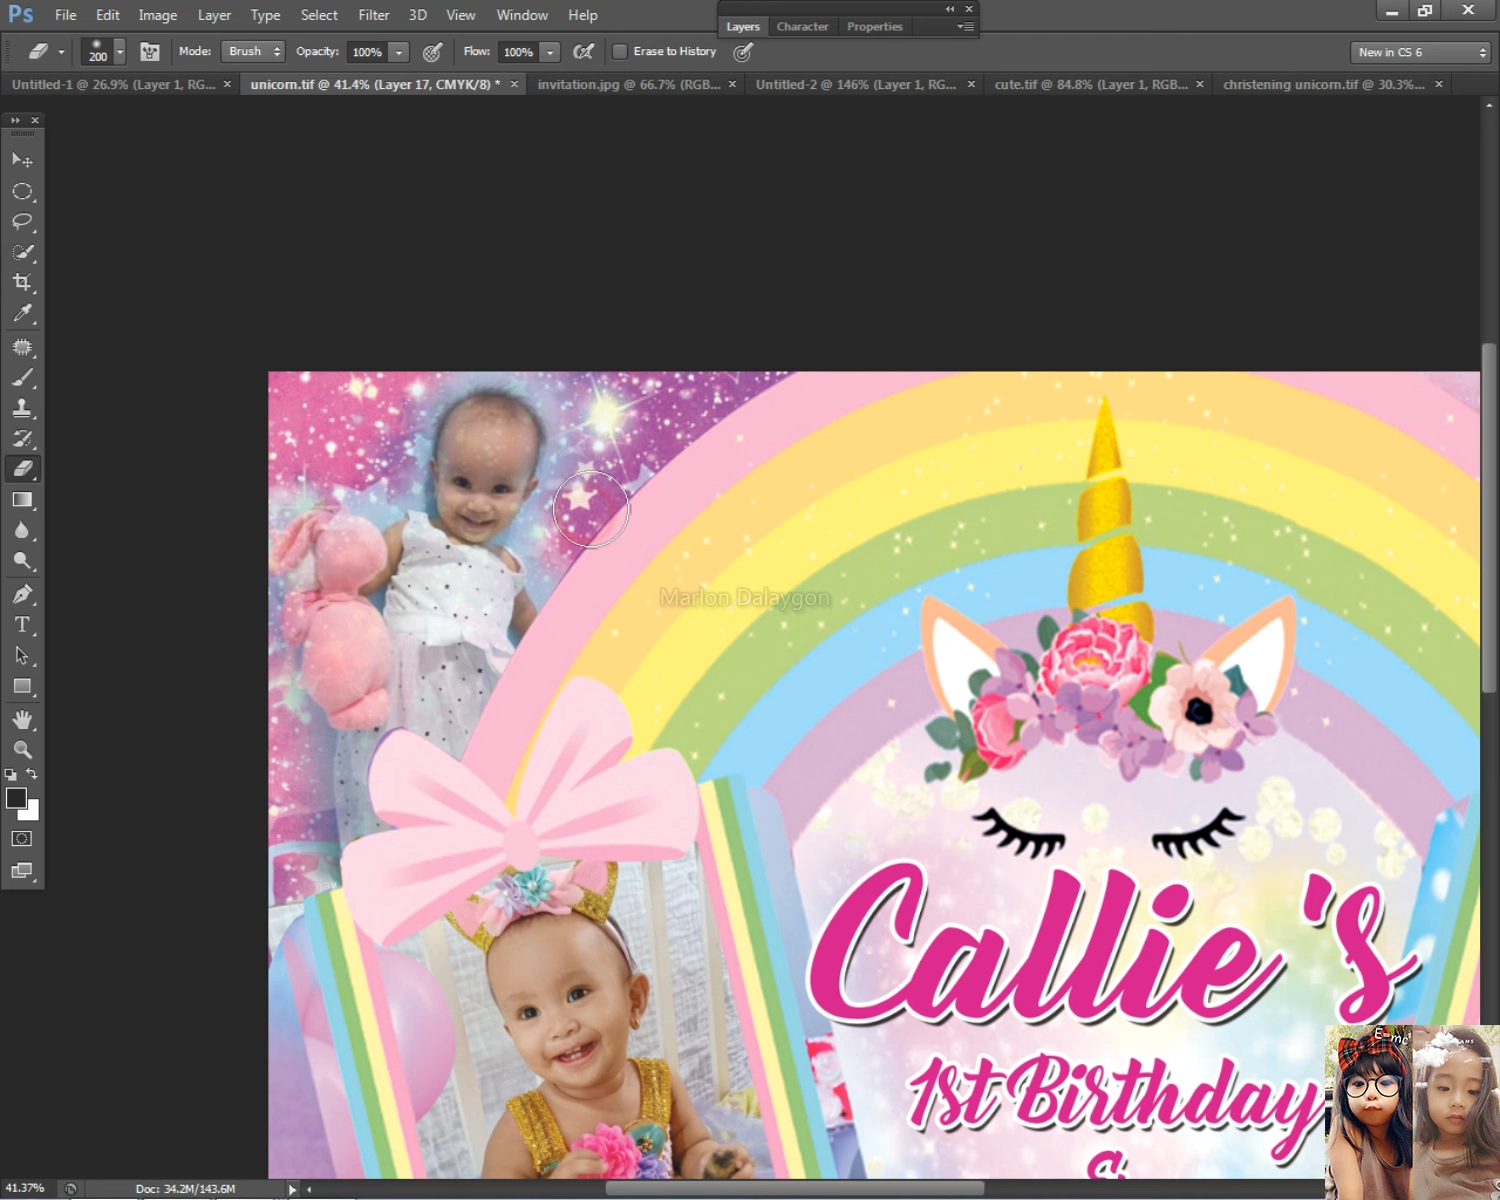 Ps File Edit Image Layer Type Select Filter 3D View Window Help
Layers Character Properties
200 Mode: Brush Opacity: 100% Flow: 100% Erase to History New in CS 6
Untitled-1 @ 26.9% (Layer 1, RG... × unicorn.tif @ 41.4% (Layer 17, CMYK/8) * × invitation.jpg @ 66.7% (RGB... × Untitled-2 @ 146% (Layer 1, RG... × cute.tif @ 84.8% (Layer 1, RGB... × christening unicorn.tif @ 30.3%... ×
Marlon Dalaygon
Callie's
1st Birthday
E=mc²
41.37% Doc: 34.2M/143.6M